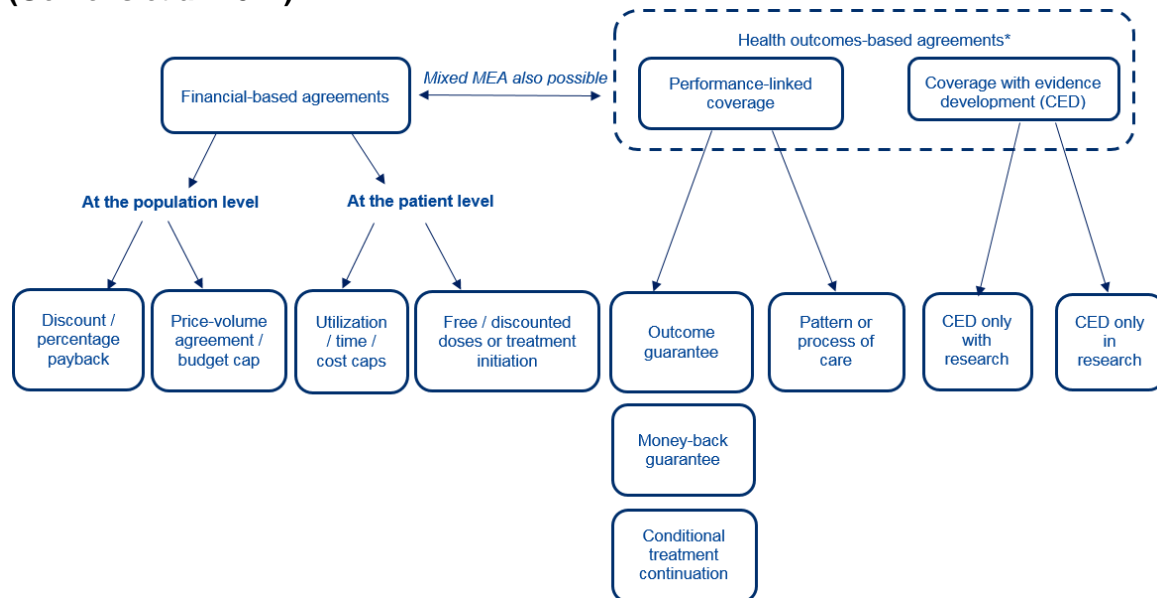 Health outcomes-based agreements*
Financial-based agreements
Mixed MEA also possible
Performance-linked
coverage
Coverage with evidence
development (CED)
At the population level
At the patient level
Discount /
percentage
payback
Price-volume
agreement /
budget cap
Utilization
/ time /
cost caps
Free / discounted
doses or treatment
initiation
Outcome
guarantee
Pattern or
process of
care
CED only
with
research
CED only
in
research
Money-back
guarantee
Conditional
treatment
continuation